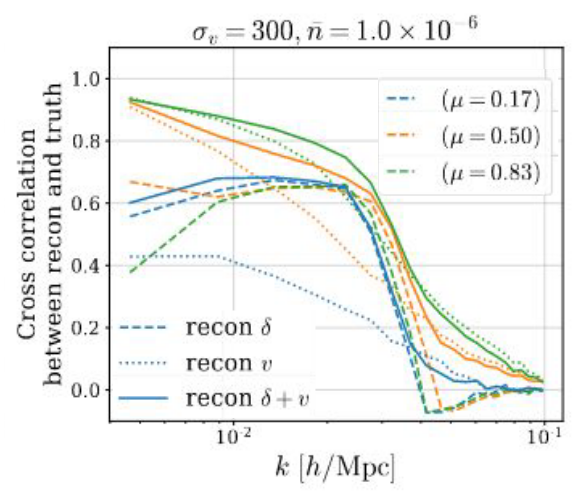 σ_v = 300, n̄ = 1.0 × 10⁻⁶
Cross correlation
between recon and truth
1.0
0.8
0.6
0.4
0.2
0.0
(μ = 0.17)
(μ = 0.50)
(μ = 0.83)
recon δ
recon v
recon δ + v
10⁻²
10⁻¹
k [h/Mpc]